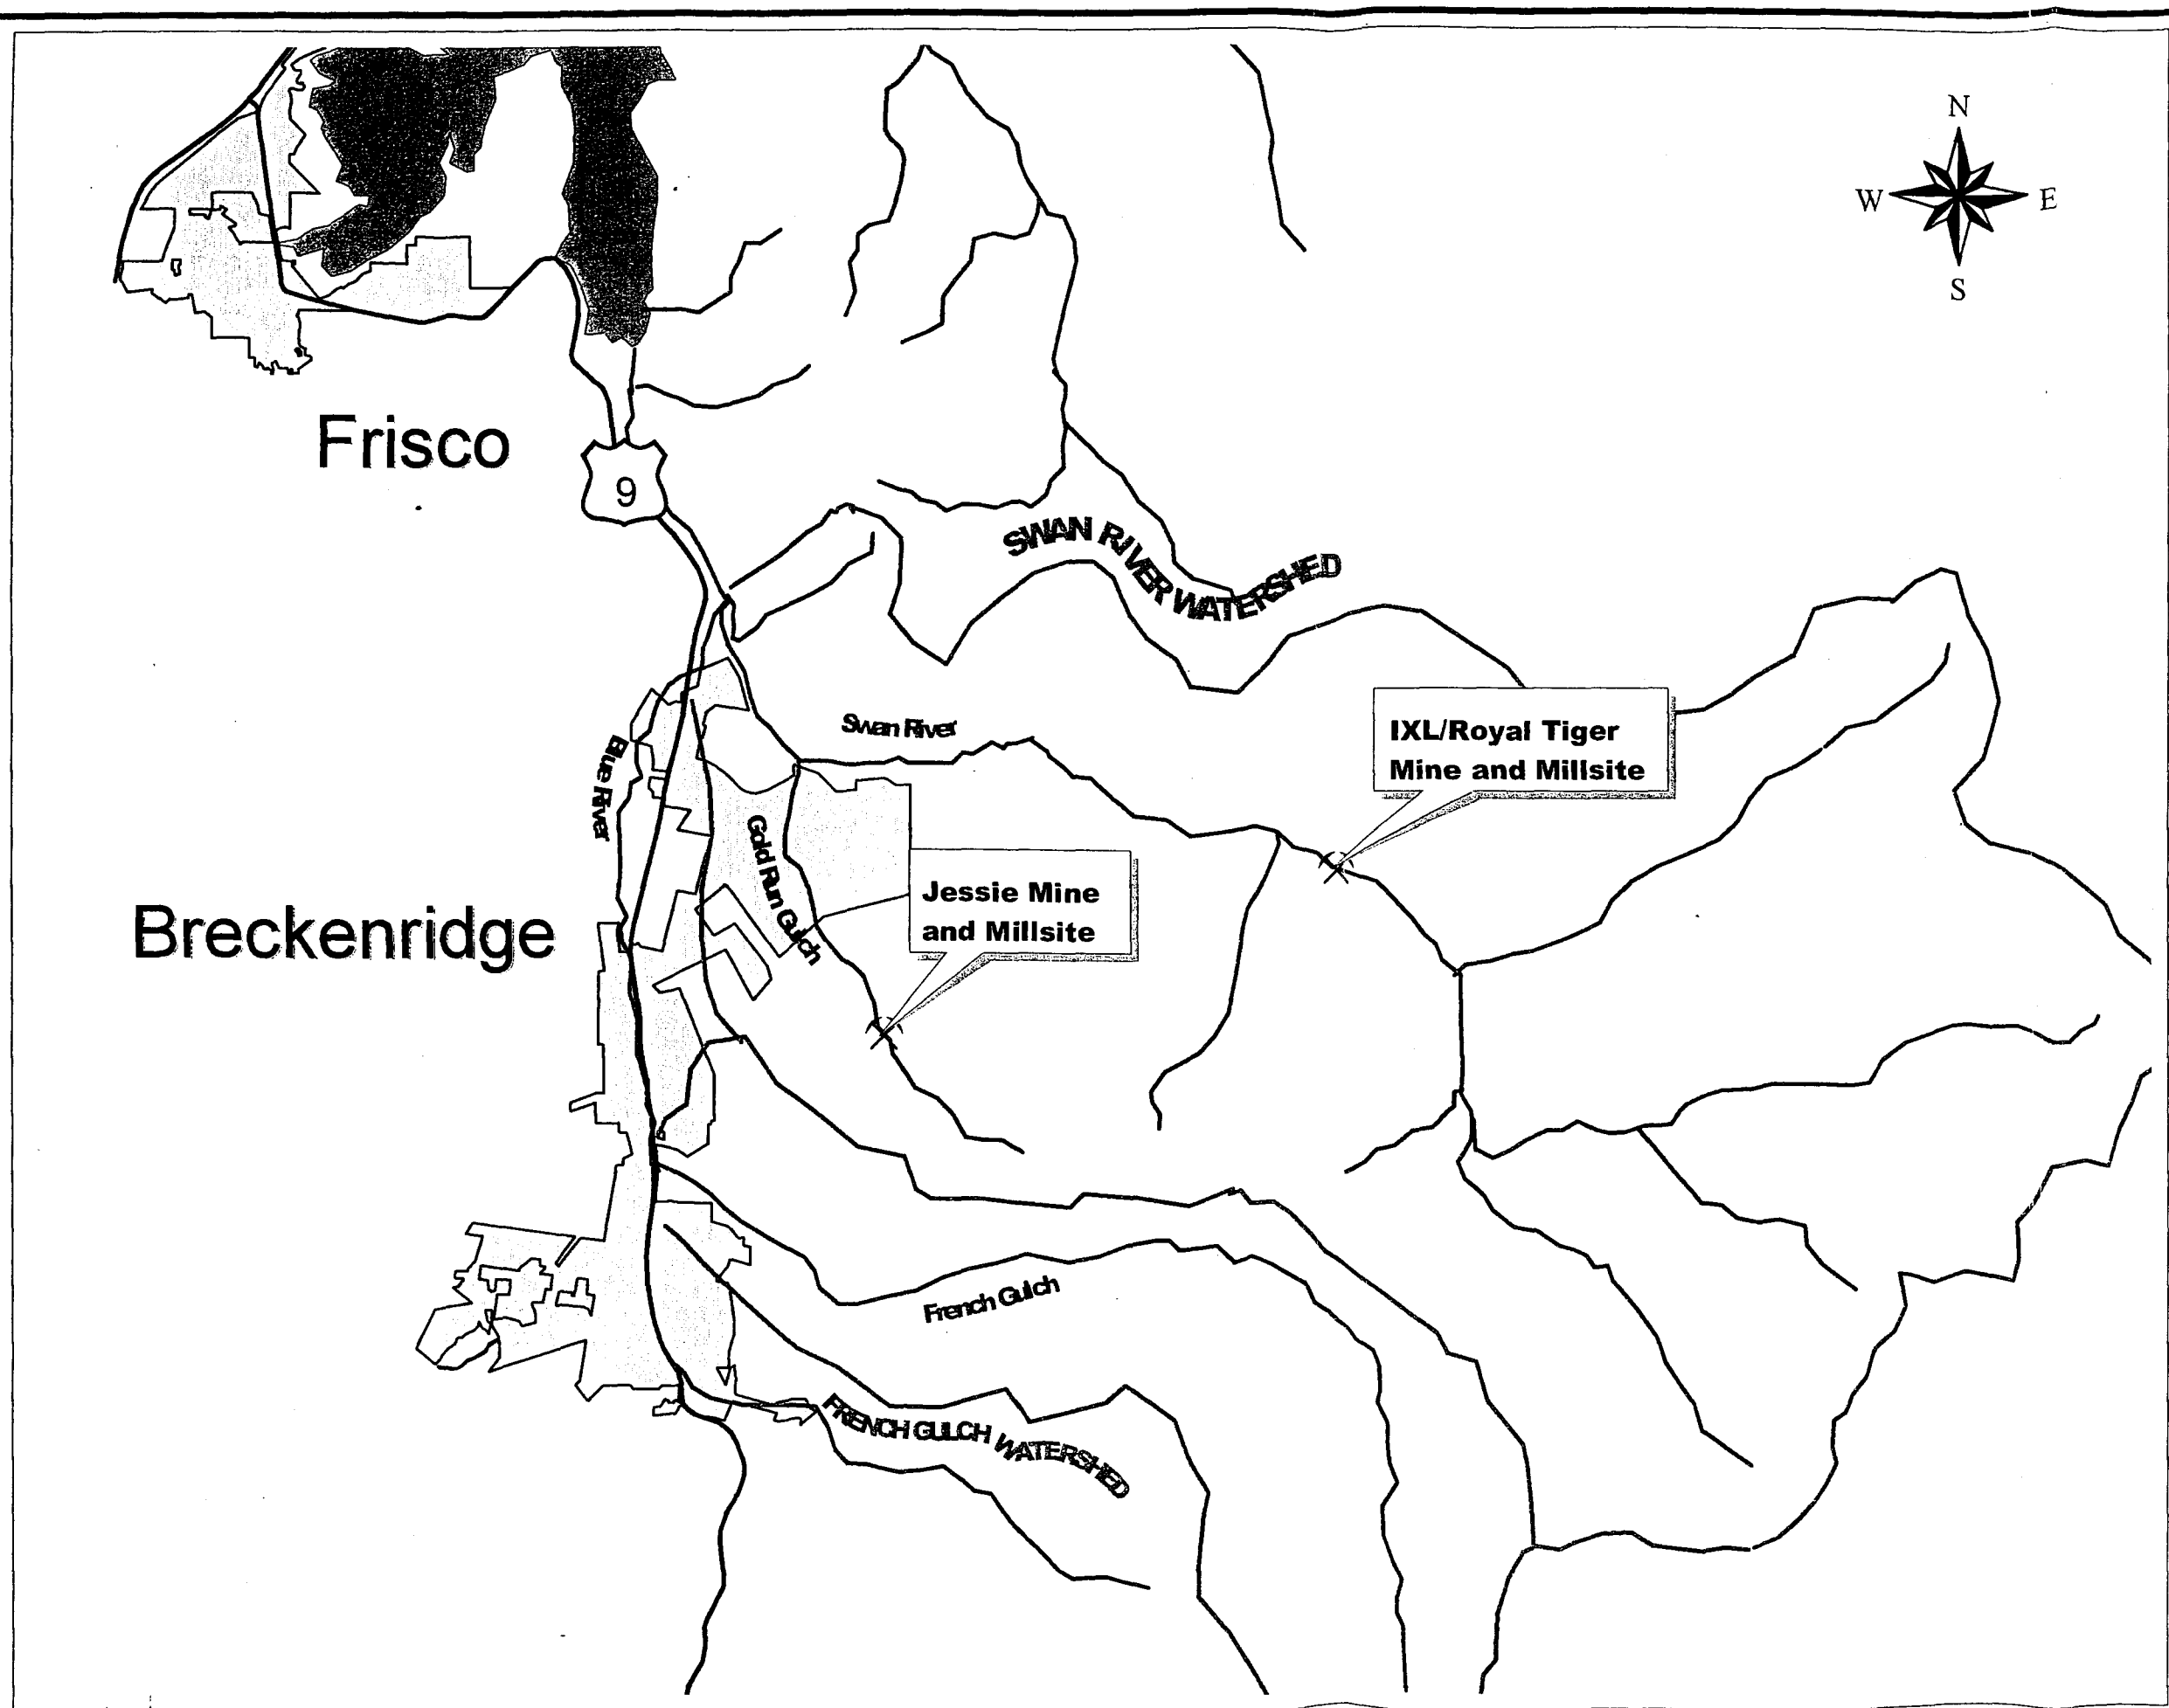 N
W
E
S
Frisco
9
SWAN RIVER WATERSHED
Swan River
IXL/Royal Tiger
Mine and Millsite
Blue River
Gold Run Gulch
Jessie Mine
and Millsite
Breckenridge
French Gulch
FRENCH GULCH WATERSHED